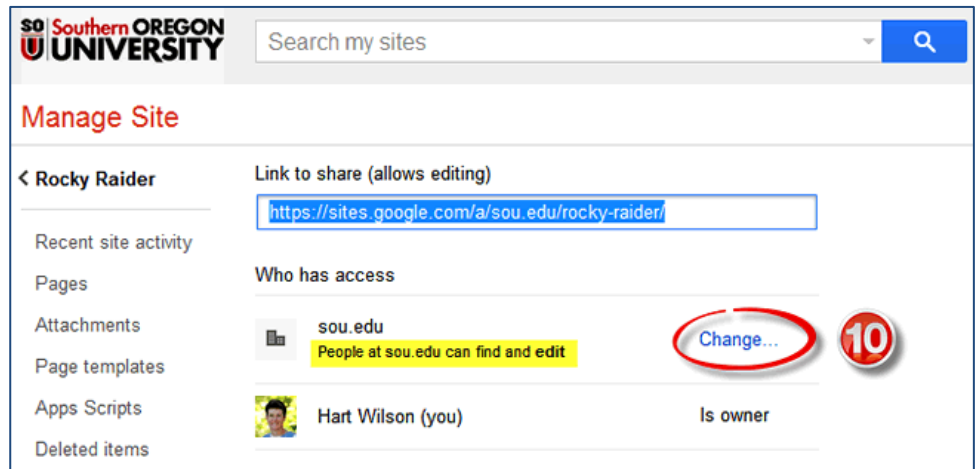 SO Southern OREGON
U UNIVERSITY
Search my sites
Manage Site
Rocky Raider
Link to share (allows editing)
https://sites.google.com/a/sou.edu/rocky-raider/
Recent site activity
Who has access
Pages
Attachments
sou.edu
People at sou.edu can find and edit
Change...
10
Page templates
Apps Scripts
Hart Wilson (you)
Is owner
Deleted items